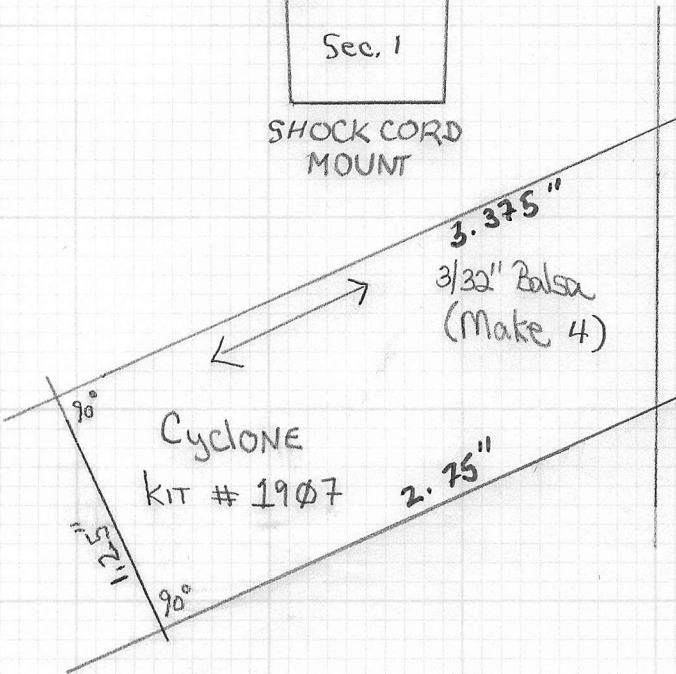 Sec. 1
SHOCK CORD
MOUNT
3.375"
3/32" Balsa
(Make 4)
90°
CyclONE
KIT # 19Ø7
2.75"
1.25"
90°